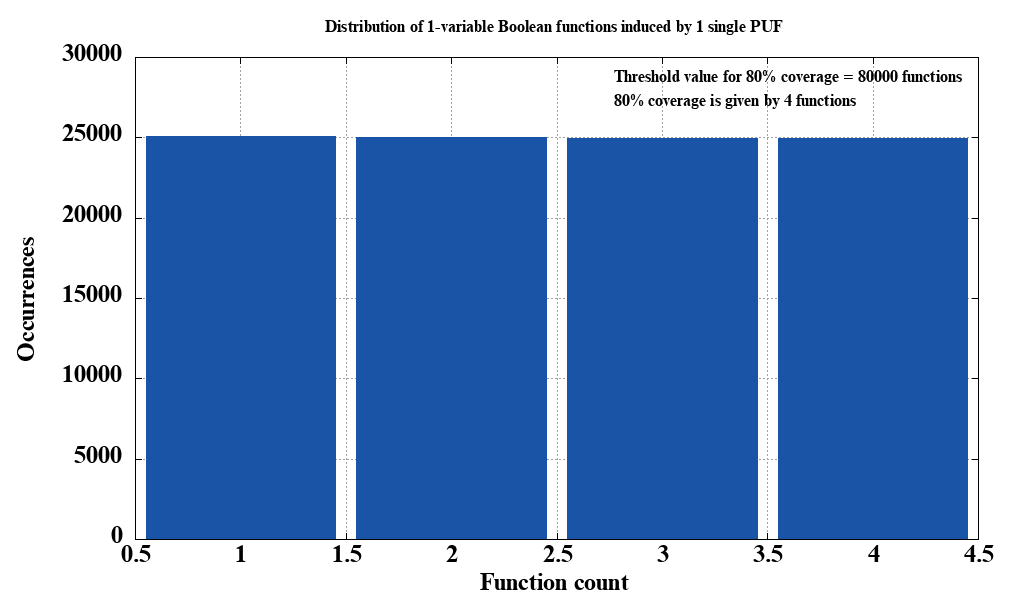 Distribution of 1-variable Boolean functions induced by 1 single PUF
30000
Threshold value for 80% coverage = 80000 functions
80% coverage is given by 4 functions
25000
20000
15000
10000
5000
0
Occurrences
0.5 1 1.5 2 2.5 3 3.5 4 4.5
Function count